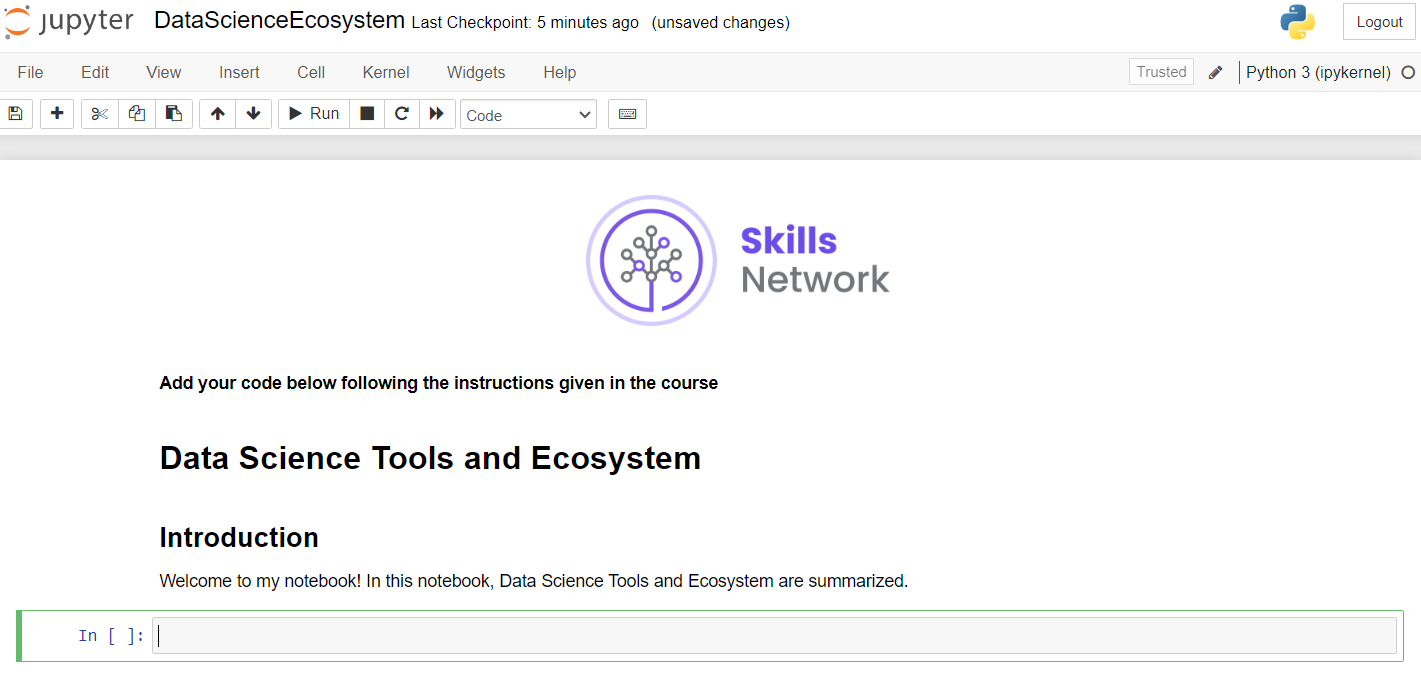 jupyter DataScienceEcosystem Last Checkpoint: 5 minutes ago (unsaved changes) Logout
File Edit View Insert Cell Kernel Widgets Help Trusted Python 3 (ipykernel)
Run Code
Skills
Network
Add your code below following the instructions given in the course
Data Science Tools and Ecosystem
Introduction
Welcome to my notebook! In this notebook, Data Science Tools and Ecosystem are summarized.
In [ ]: